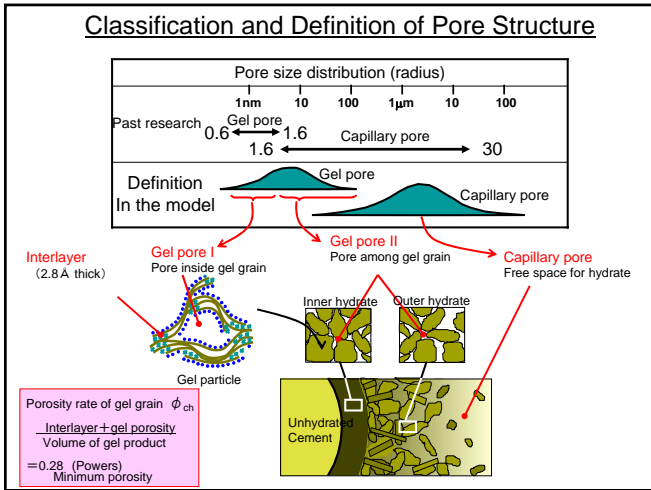 Classification and Definition of Pore Structure
Pore size distribution (radius)
1nm 10 100 1μm 10 100
Past research
Gel pore
0.6 1.6
Capillary pore
1.6 30
Definition
In the model
Gel pore
Capillary pore
Interlayer
(2.8Å thick)
Gel pore I
Pore inside gel grain
Gel pore II
Pore among gel grain
Capillary pore
Free space for hydrate
Inner hydrate
Outer hydrate
Gel particle
Unhydrated
Cement
Porosity rate of gel grain ϕch
Interlayer+gel porosity
Volume of gel product
=0.28 (Powers)
Minimum porosity